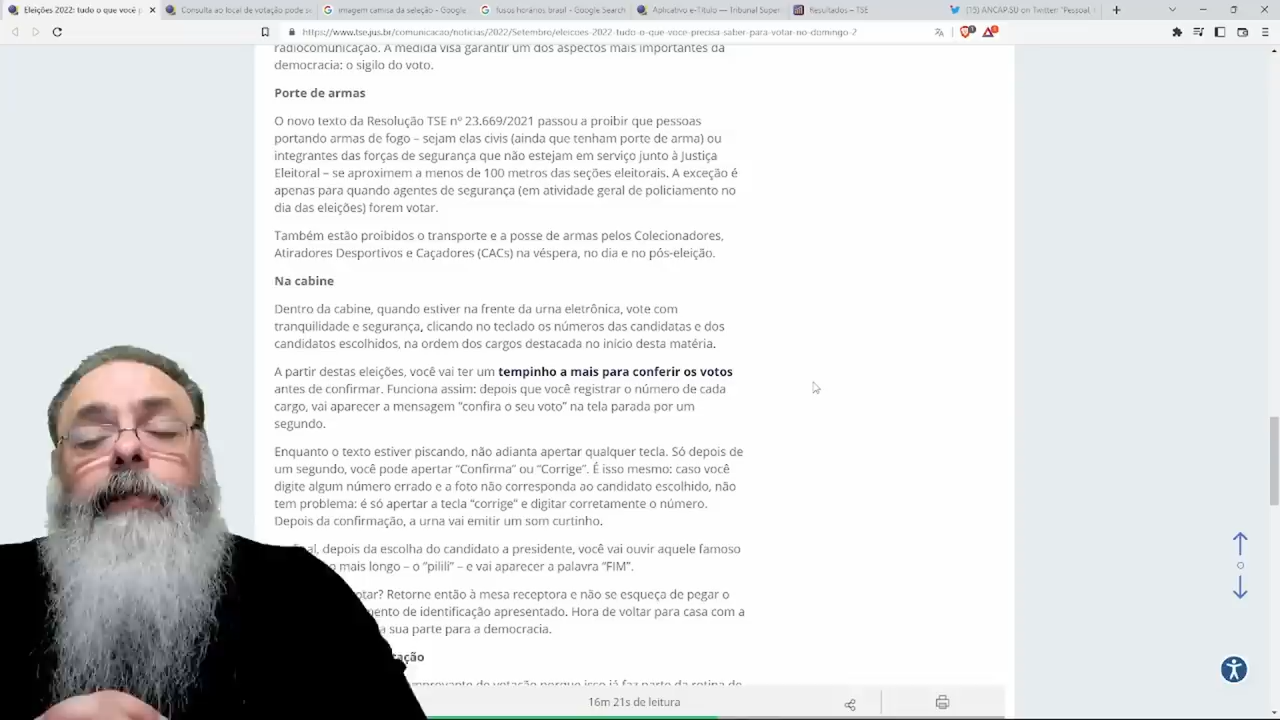 Eleições 2022: tudo o que você p
Consulta ao local de votação pode s
imagem camisa da seleção - Google
fusos horários brasil - Google Search
Aplicativo e-Título — Tribunal Super
Resultados – TSE
(15) ANCAP.SU on Twitter: "Pessoal,
https://www.tse.jus.br/comunicacao/noticias/2022/Setembro/eleicoes-2022-tudo-o-que-voce-precisa-saber-para-votar-no-domingo-2
radiocomunicação. A medida visa garantir um dos aspectos mais importantes da
democracia: o sigilo do voto.
Porte de armas
O novo texto da Resolução TSE nº 23.669/2021 passou a proibir que pessoas
portando armas de fogo – sejam elas civis (ainda que tenham porte de arma) ou
integrantes das forças de segurança que não estejam em serviço junto à Justiça
Eleitoral – se aproximem a menos de 100 metros das seções eleitorais. A exceção é
apenas para quando agentes de segurança (em atividade geral de policiamento no
dia das eleições) forem votar.
Também estão proibidos o transporte e a posse de armas pelos Colecionadores,
Atiradores Desportivos e Caçadores (CACs) na véspera, no dia e no pós-eleição.
Na cabine
Dentro da cabine, quando estiver na frente da urna eletrônica, vote com
tranquilidade e segurança, clicando no teclado os números das candidatas e dos
candidatos escolhidos, na ordem dos cargos destacada no início desta matéria.
A partir destas eleições, você vai ter um tempinho a mais para conferir os votos
antes de confirmar. Funciona assim: depois que você registrar o número de cada
cargo, vai aparecer a mensagem “confira o seu voto” na tela parada por um
segundo.
Enquanto o texto estiver piscando, não adianta apertar qualquer tecla. Só depois de
um segundo, você pode apertar “Confirma” ou “Corrige”. É isso mesmo: caso você
digite algum número errado e a foto não corresponda ao candidato escolhido, não
tem problema: é só apertar a tecla “corrige” e digitar corretamente o número.
Depois da confirmação, a urna vai emitir um som curtinho.
depois da escolha do candidato a presidente, você vai ouvir aquele famoso
mais longo – o “pilili” – e vai aparecer a palavra “FIM”.
otar? Retorne então à mesa receptora e não se esqueça de pegar o
mento de identificação apresentado. Hora de voltar para casa com a
sua parte para a democracia.
tação
de votação porque isso já faz parte da rotina de
16m 21s de leitura